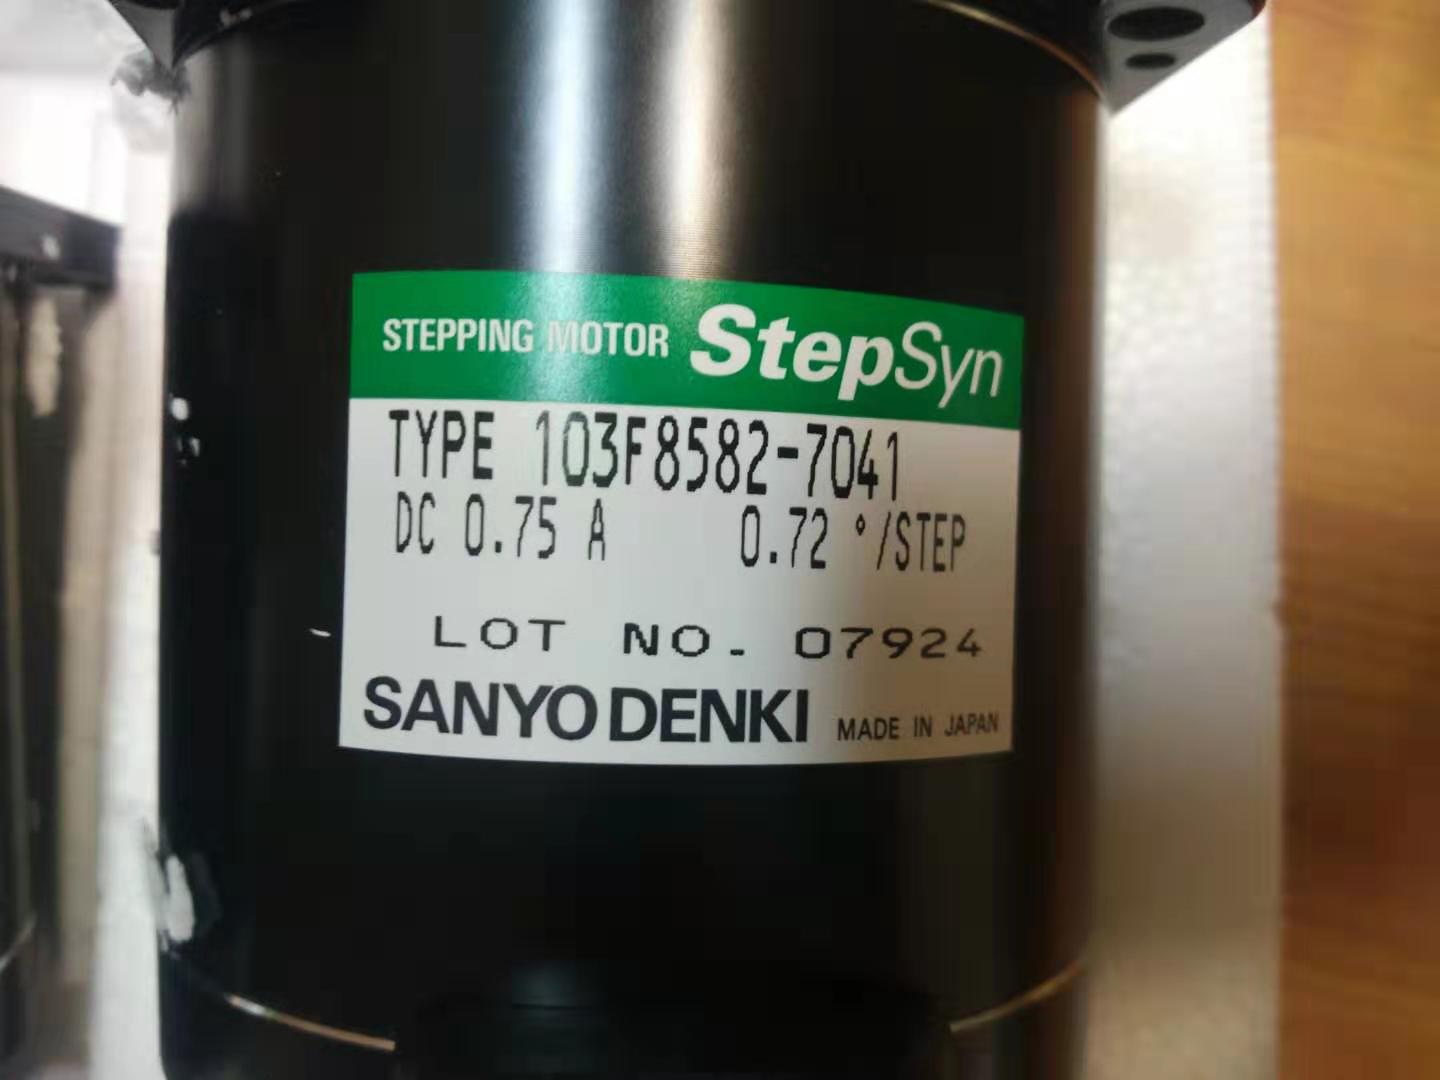 STEPPING MOTOR StepSyn
TYPE 103F8582-7041
DC 0.75 A 0.72 °/STEP
LOT NO. 07924
SANYO DENKI MADE IN JAPAN